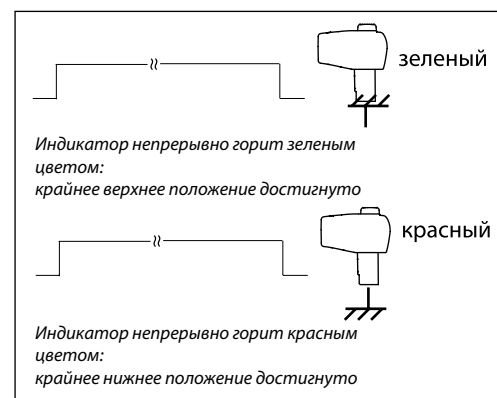 зеленый
Индикатор непрерывно горит зеленым
цветом:
крайнее верхнее положение достигнуто
красный
Индикатор непрерывно горит красным
цветом:
крайнее нижнее положение достигнуто